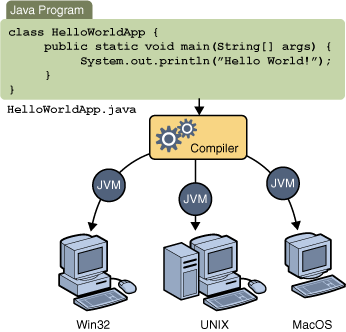 Java Program
class HelloWorldApp {
    public static void main(String[] args) {
        System.out.println("Hello World!");
    }
}
HelloWorldApp.java
Compiler
JVM
JVM
JVM
Win32
UNIX
MacOS